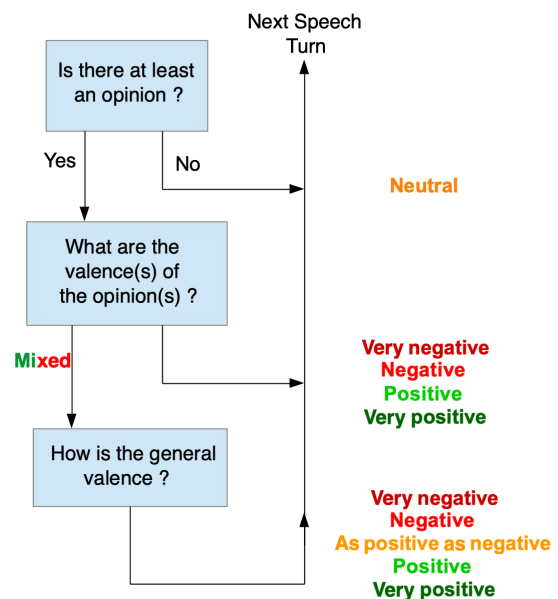 Next Speech
Turn
Is there at least
an opinion ?
Yes
No
Neutral
What are the
valence(s) of
the opinion(s) ?
Mixed
Very negative
Negative
Positive
Very positive
How is the general
valence ?
Very negative
Negative
As positive as negative
Positive
Very positive